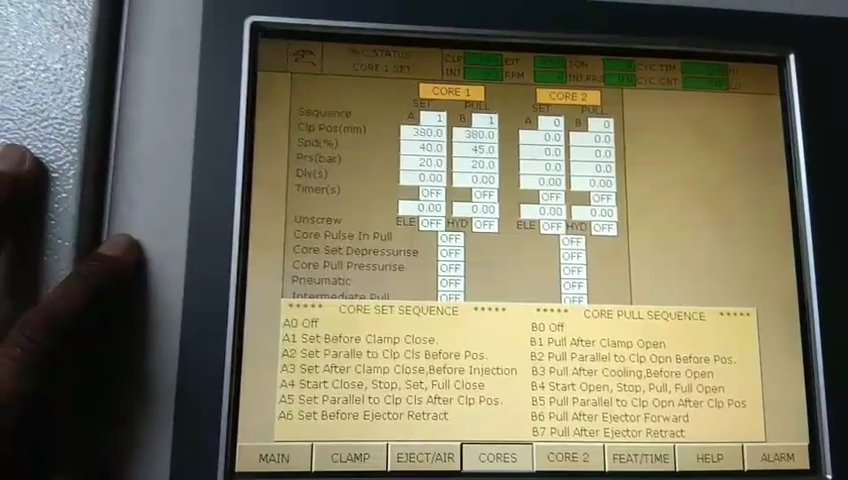 INC STATUS
CORE 1 SET
CLP EXT TON CYC.TIM HI
INJ RPM INJ.PRS CYC.CNT
CORE 1 CORE 2
SET PULL SET PULL
Sequence A 1 B 1 A 0 B 0
Clp Pos(mm) 380.0 380.0 0.0 0.0
Spd(%) 40.0 45.0 0.0 0.0
Prs(bar) 20.0 20.0 0.0 0.0
Dly(s) 0.00 0.00 0.00 0.00
Timer(s) OFF OFF OFF OFF
0.00 0.00 0.00 0.00
Unscrew ELE OFF HYD OFF ELE OFF HYD OFF
Core Pulse In Pull OFF OFF
Core Set Depressurise OFF OFF
Core Pull Pressurise OFF OFF
Pneumatic OFF OFF
Intermediate Pull OFF OFF
***** CORE SET SEQUENCE *****
A0 Off
A1 Set Before Clamp Close.
A2 Set Paralle to Clp Cls Before Pos.
A3 Set After Clamp Close,Before Injection
A4 Start Close, Stop, Set, Full Close
A5 Set Paralle to Clp Cls After Clp Pos.
A6 Set Before Ejector Retract
***** CORE PULL SEQUENCE *****
B0 Off
B1 Pull After Clamp Open
B2 Pull Parallel to Clp Opn Before Pos.
B3 Pull After Cooling,Before Open
B4 Start Open, Stop, Pull, Full Open
B5 Pull Parallel to Clp Opn After Clp Pos
B6 Pull After Ejector Forward
B7 Pull After Ejector Retract
MAIN CLAMP EJECT/AIR CORES CORE 2 FEAT/TIME HELP ALARM